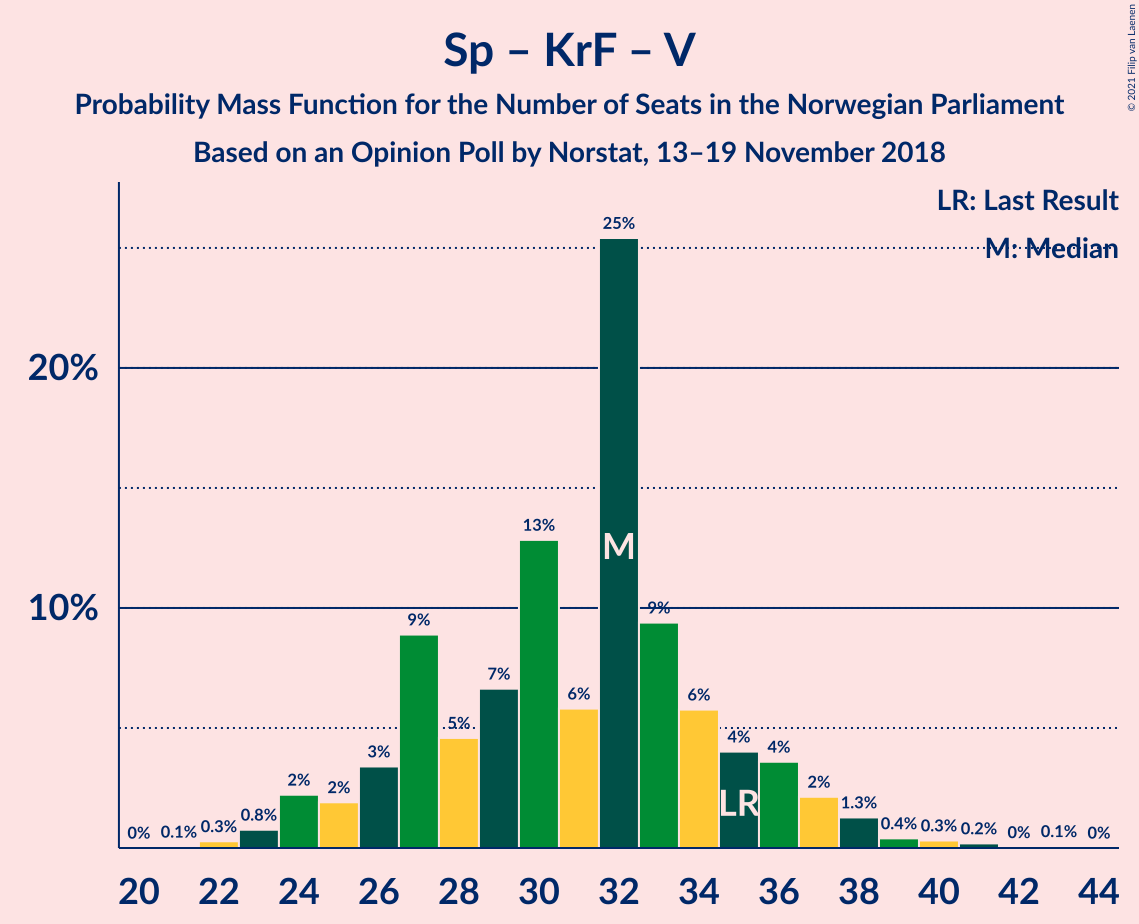 Sp – KrF – V
Probability Mass Function for the Number of Seats in the Norwegian Parliament
Based on an Opinion Poll by Norstat, 13–19 November 2018
© 2021 Filip van Laenen
LR: Last Result
M: Median
20%
10%
0% 0.1% 0.3% 0.8% 2% 2% 3% 9% 5% 7% 13% 6% 25% 9% 6% 4% 4% 2% 1.3% 0.4% 0.3% 0.2% 0% 0.1% 0%
M
LR
20 22 24 26 28 30 32 34 36 38 40 42 44